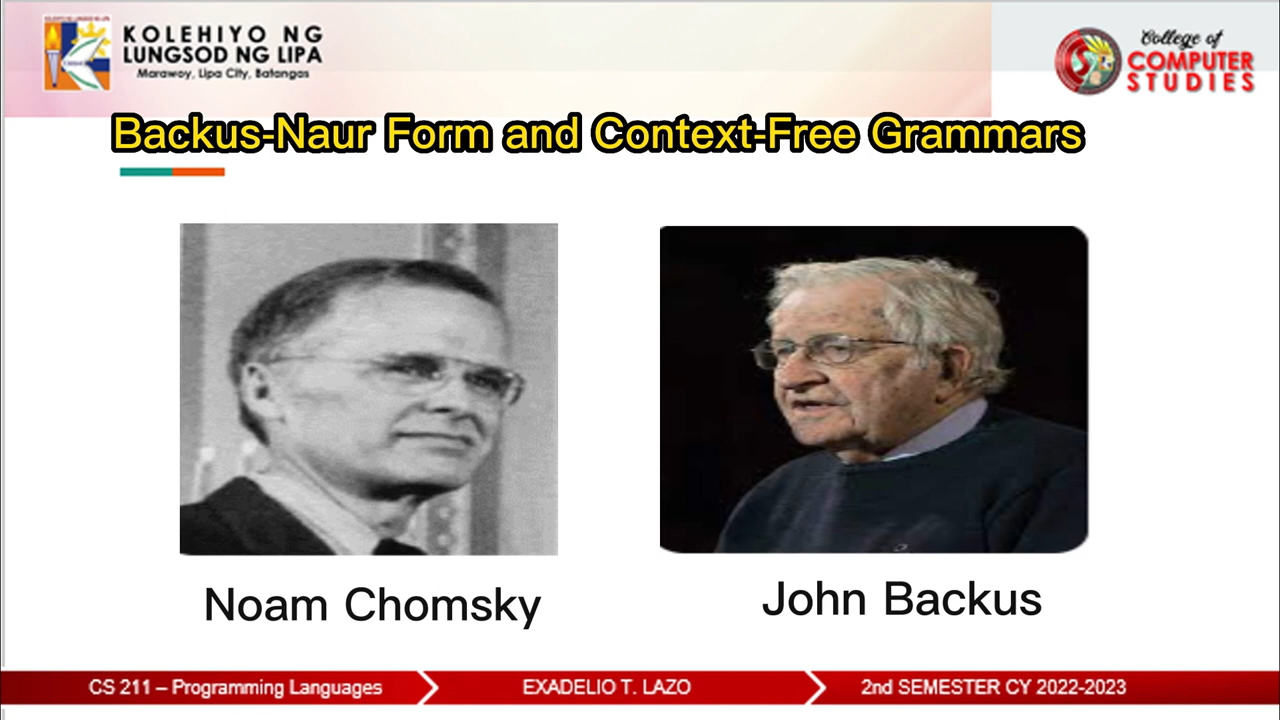 KOLEHIYO NG
LUNGSOD NG LIPA
Marawoy, Lipa City, Batangas
College of
COMPUTER
STUDIES
Backus-Naur Form and Context-Free Grammars
Noam Chomsky
John Backus
CS 211 – Programming Languages
EXADELIO T. LAZO
2nd SEMESTER CY 2022-2023